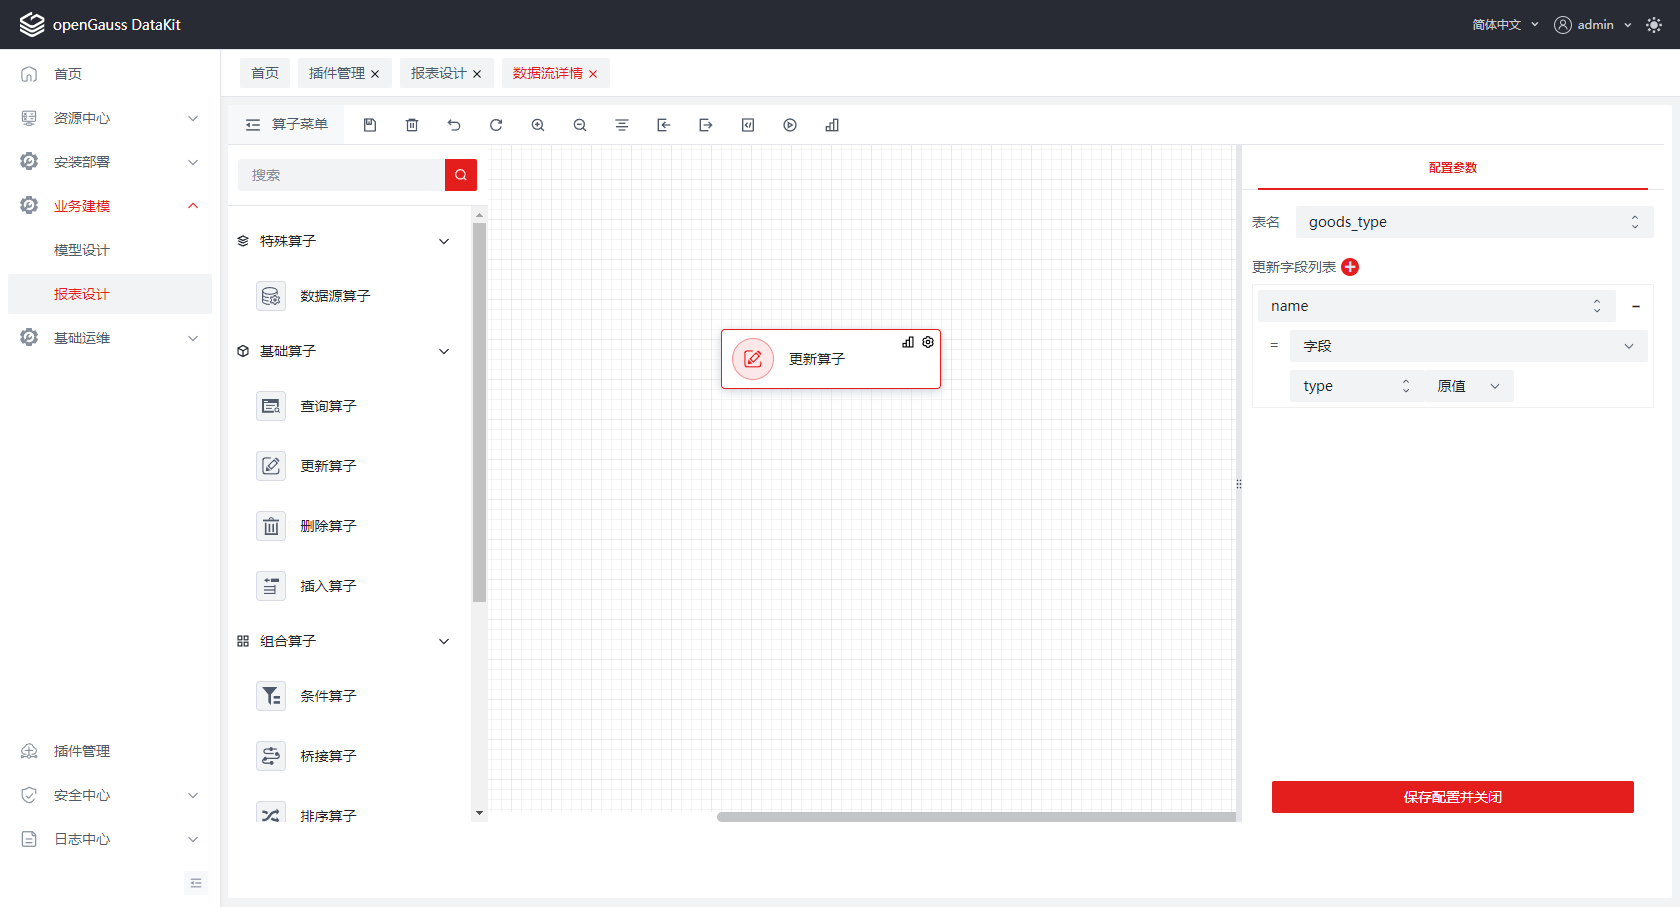 openGauss DataKit
简体中文
admin
首页
资源中心
安装部署
业务建模
模型设计
报表设计
基础运维
插件管理
安全中心
日志中心
首页
插件管理
报表设计
数据流详情
算子菜单
搜索
特殊算子
数据源算子
基础算子
查询算子
更新算子
删除算子
插入算子
组合算子
条件算子
桥接算子
排序算子
更新算子
配置参数
表名 goods_type
更新字段列表
name
= 字段
type 原值
保存配置并关闭